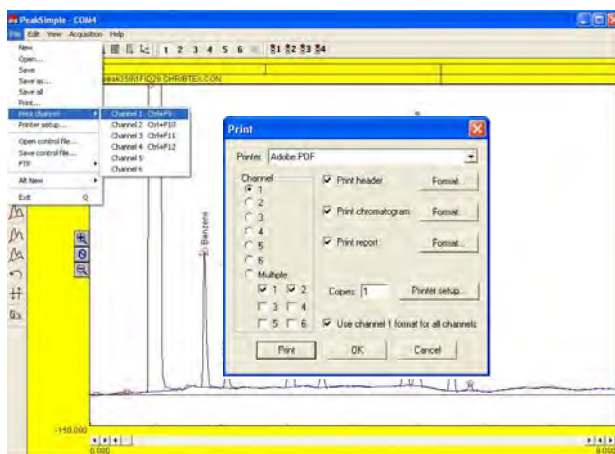 PeakSimple - COM4
File Edit View Acquisition Help
1 2 3 4 5 6 1 2 3 4
New
Open...
Save
Save as...
Save all
Print...
Print channel
Printer setup...
Open control file...
Save control file...
FTP
Alt New
Exit Q
Channel 1 Ctrl+F9
Channel 2 Ctrl+F10
Channel 3 Ctrl+F11
Channel 4 Ctrl+F12
Channel 5
Channel 6
Benzene
Print
Printer: Adobe PDF
Channel
1
2
3
4
5
6
Multiple
1 2
3 4
5 6
Print header Format...
Print chromatogram Format...
Print report Format...
Copies: 1 Printer setup...
Use channel 1 format for all channels
Print OK Cancel
-150.000
0.000